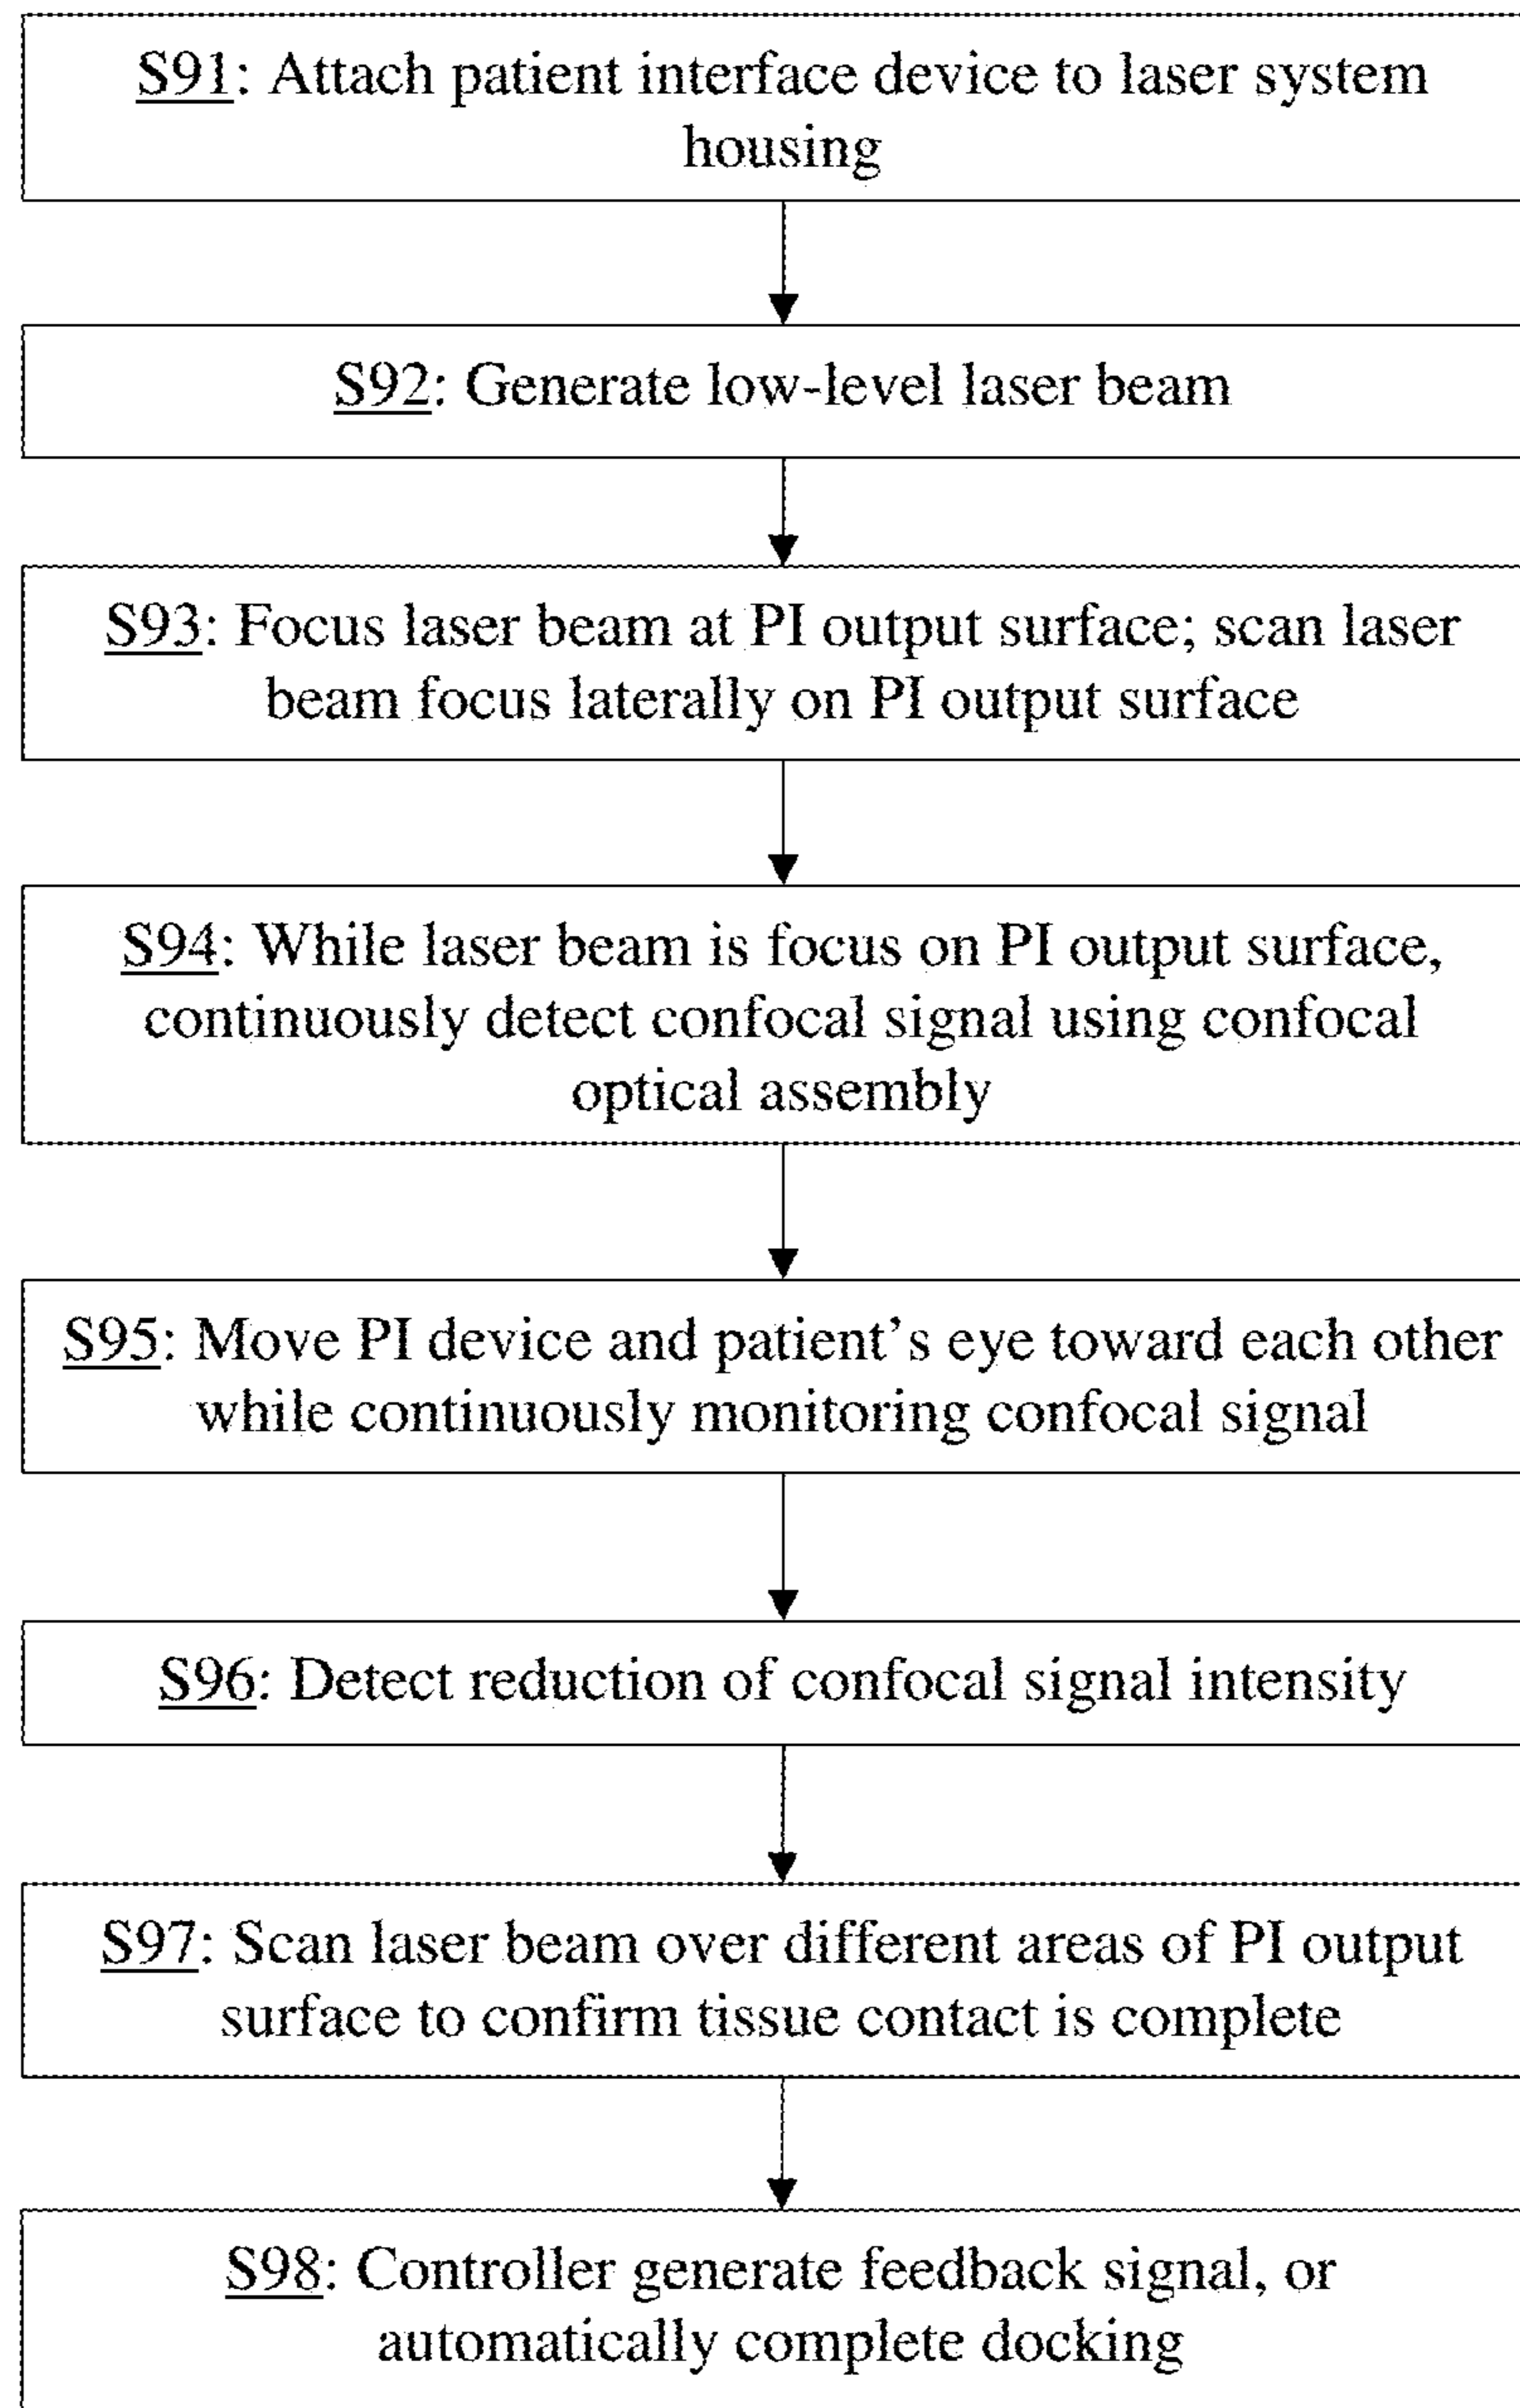 S91: Attach patient interface device to laser system
housing
S92: Generate low-level laser beam
S93: Focus laser beam at PI output surface; scan laser
beam focus laterally on PI output surface
S94: While laser beam is focus on PI output surface,
continuously detect confocal signal using confocal
optical assembly
S95: Move PI device and patient’s eye toward each other
while continuously monitoring confocal signal
S96: Detect reduction of confocal signal intensity
S97: Scan laser beam over different areas of PI output
surface to confirm tissue contact is complete
S98: Controller generate feedback signal, or
automatically complete docking